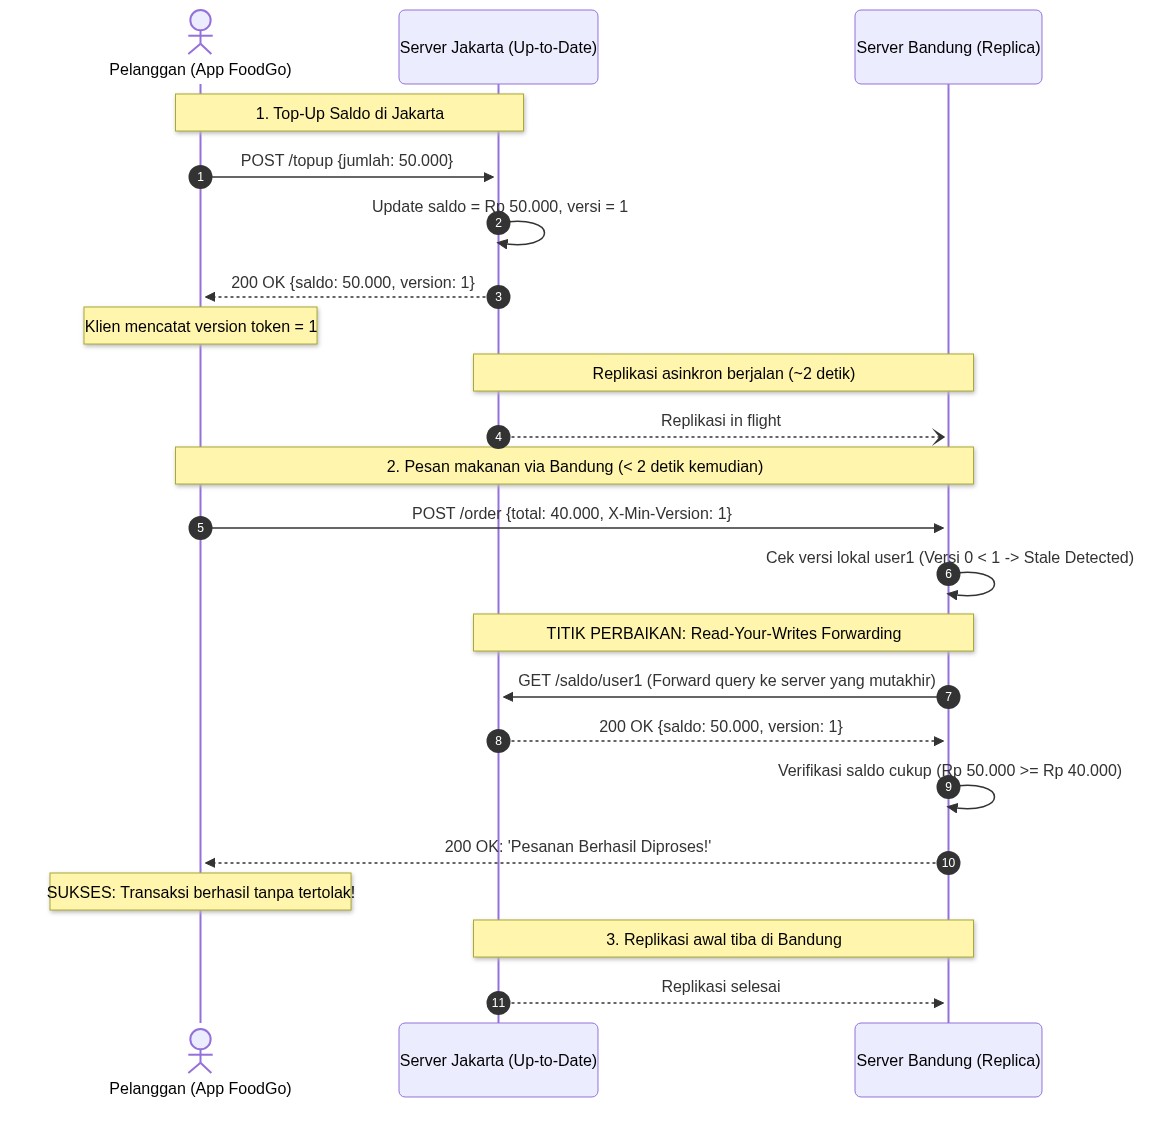 Pelanggan (App FoodGo)
Server Jakarta (Up-to-Date)
Server Bandung (Replica)
1. Top-Up Saldo di Jakarta
POST /topup {jumlah: 50.000}
1
Update saldo = Rp 50.000, versi = 1
2
200 OK {saldo: 50.000, version: 1}
3
Klien mencatat version token = 1
Replikasi asinkron berjalan (~2 detik)
Replikasi in flight
4
2. Pesan makanan via Bandung (< 2 detik kemudian)
POST /order {total: 40.000, X-Min-Version: 1}
5
Cek versi lokal user1 (Versi 0 < 1 -> Stale Detected)
6
TITIK PERBAIKAN: Read-Your-Writes Forwarding
GET /saldo/user1 (Forward query ke server yang mutakhir)
7
200 OK {saldo: 50.000, version: 1}
8
Verifikasi saldo cukup (Rp 50.000 >= Rp 40.000)
9
200 OK: 'Pesanan Berhasil Diproses!'
10
SUKSES: Transaksi berhasil tanpa tertolak!
3. Replikasi awal tiba di Bandung
Replikasi selesai
11
Pelanggan (App FoodGo)
Server Jakarta (Up-to-Date)
Server Bandung (Replica)